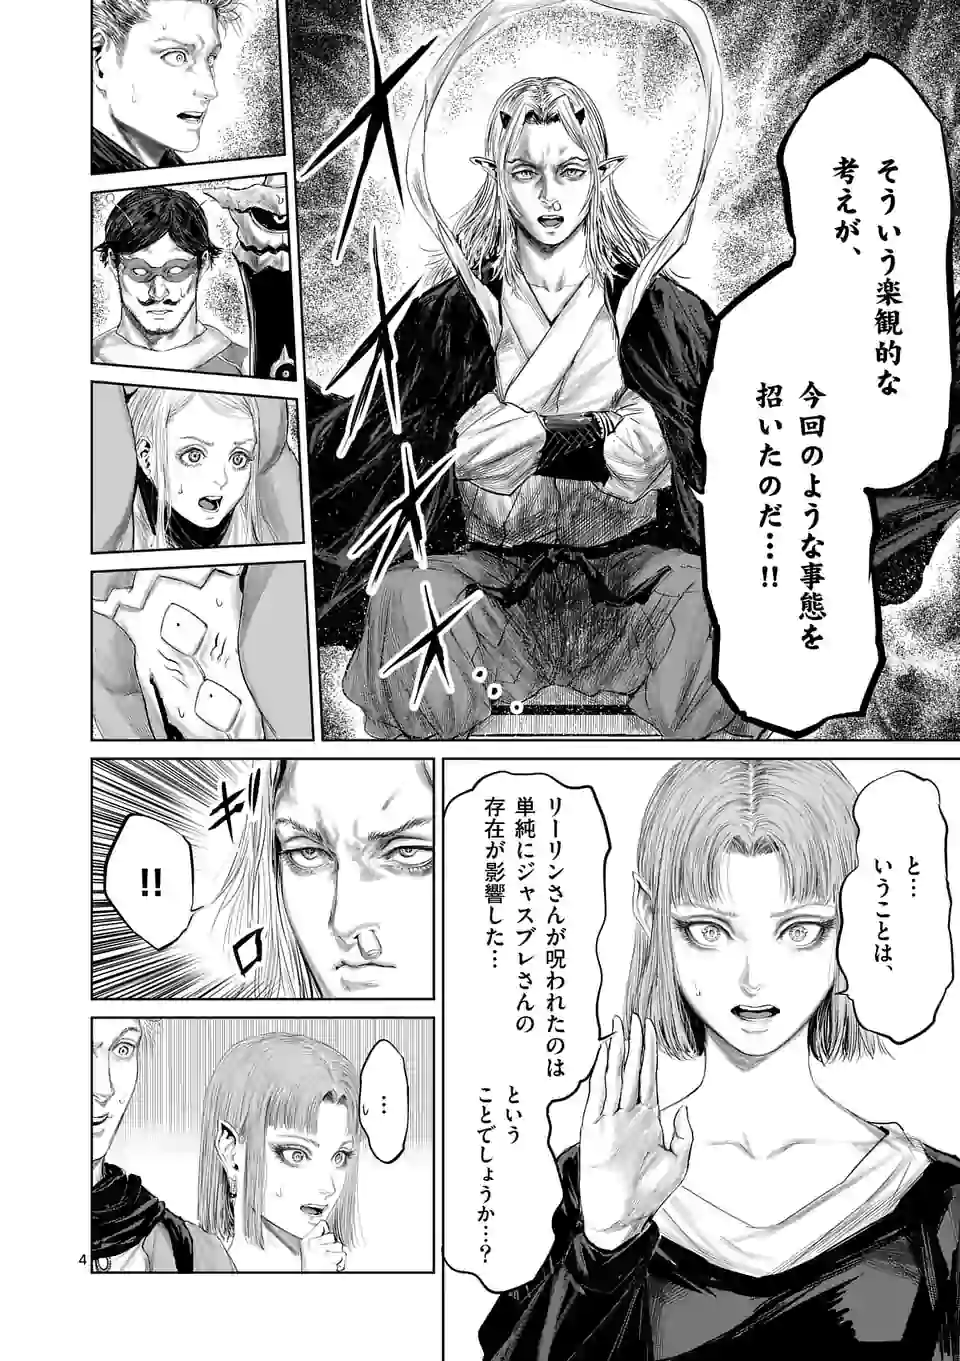 そういう楽観的な
考えが、
今回のような事態を
招いたのだ…!!
と…
いうことは、
リーリンさんが呪われたのは
単純にジャスブレさんの
存在が影響した…
という
ことでしょうか…?
!!
…
4